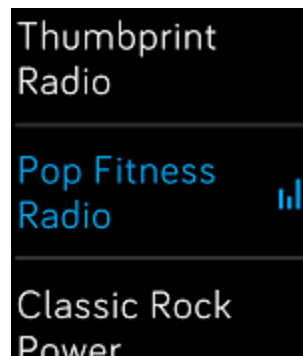 Thumbprint
Radio
Pop Fitness
Radio
Classic Rock
Power